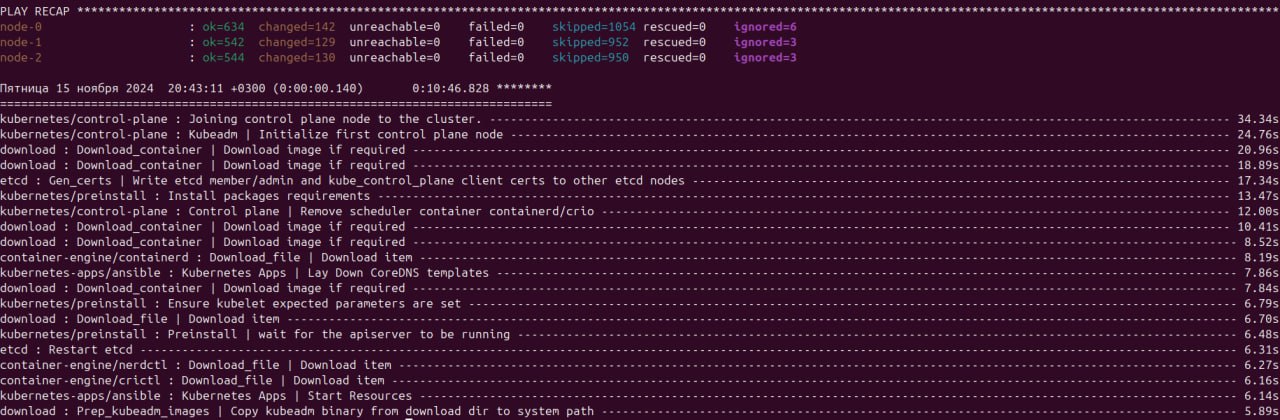 PLAY RECAP *********************************************************************
node-0 : ok=634 changed=142 unreachable=0 failed=0 skipped=1054 rescued=0 ignored=6
node-1 : ok=542 changed=129 unreachable=0 failed=0 skipped=952 rescued=0 ignored=3
node-2 : ok=544 changed=130 unreachable=0 failed=0 skipped=950 rescued=0 ignored=3
Пятница 15 ноября 2024 20:43:11 +0300 (0:00:00.140) 0:10:46.828 ********
===============================================================================
kubernetes/control-plane : Joining control plane node to the cluster. --- 34.34s
kubernetes/control-plane : Kubeadm | Initialize first control plane node --- 24.76s
download : Download_container | Download image if required --- 20.96s
download : Download_container | Download image if required --- 18.89s
etcd : Gen_certs | Write etcd member/admin and kube_control_plane client certs to other etcd nodes --- 17.34s
kubernetes/preinstall : Install packages requirements --- 13.47s
kubernetes/control-plane : Control plane | Remove scheduler container containerd/crio --- 12.00s
download : Download_container | Download image if required --- 10.41s
download : Download_container | Download image if required --- 8.52s
container-engine/containerd : Download_file | Download item --- 8.19s
kubernetes-apps/ansible : Kubernetes Apps | Lay Down CoreDNS templates --- 7.86s
download : Download_container | Download image if required --- 7.84s
kubernetes/preinstall : Ensure kubelet expected parameters are set --- 6.79s
download : Download_file | Download item --- 6.70s
kubernetes/preinstall : Preinstall | wait for the apiserver to be running --- 6.48s
etcd : Restart etcd --- 6.31s
container-engine/nerdctl : Download_file | Download item --- 6.27s
container-engine/crictl : Download_file | Download item --- 6.16s
kubernetes-apps/ansible : Kubernetes Apps | Start Resources --- 6.14s
download : Prep_kubeadm_images | Copy kubeadm binary from download dir to system path --- 5.89s